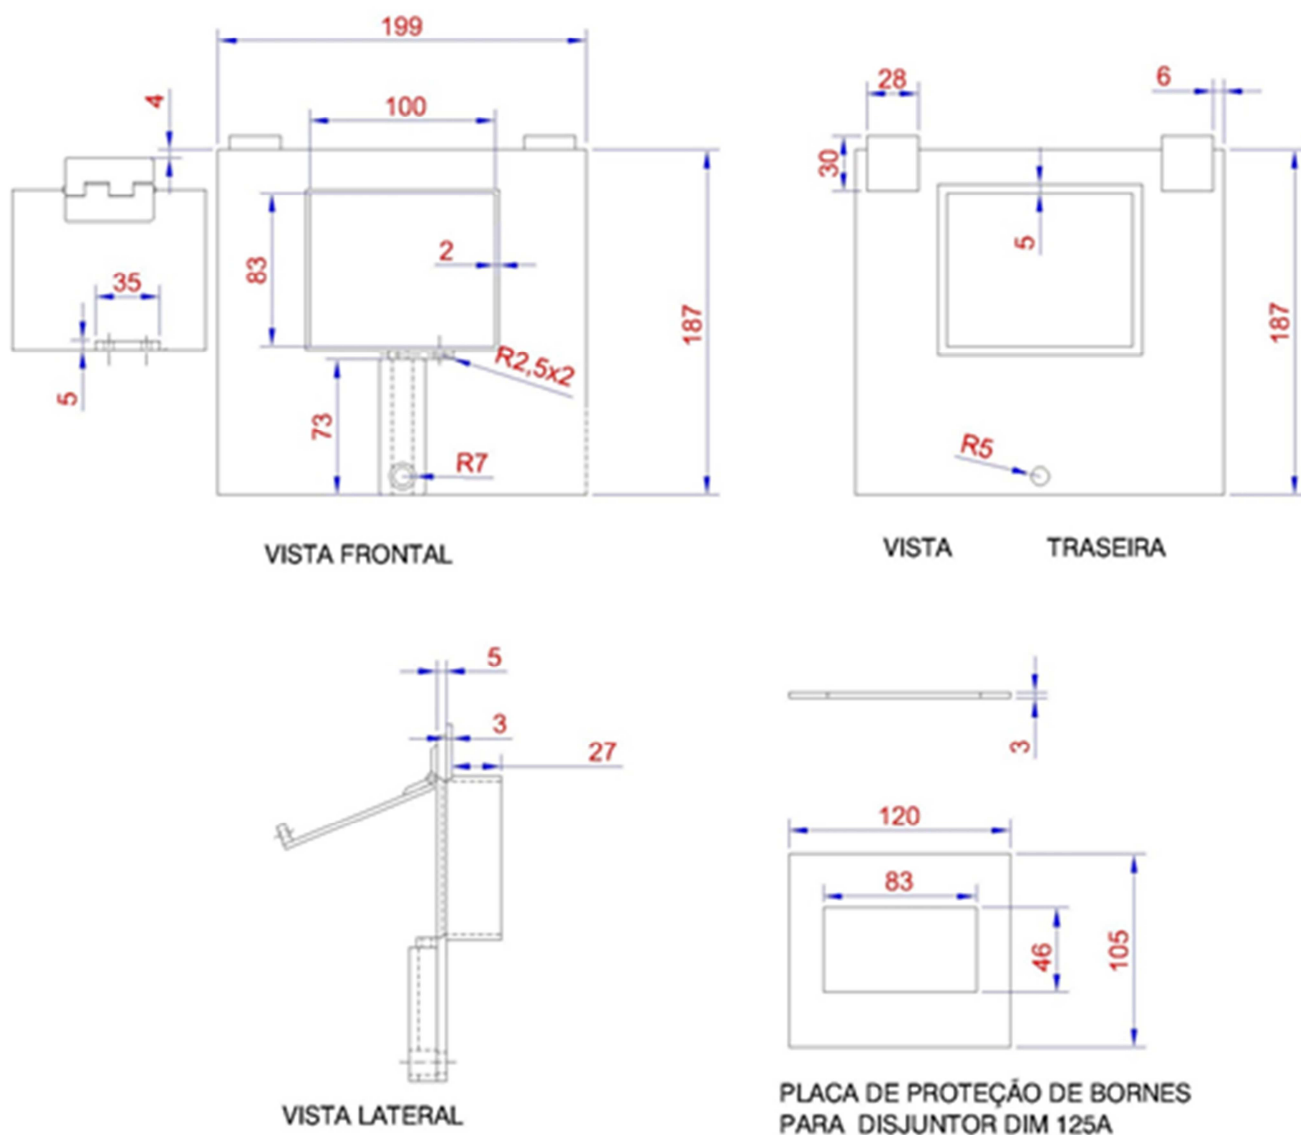 199
4
100
28
6
30
35
83
2
5
187
187
5
R2,5x2
73
R7
R5
VISTA FRONTAL
VISTA TRASEIRA
5
3
27
3
120
83
46
105
VISTA LATERAL
PLACA DE PROTEÇÃO DE BORNES
PARA DISJUNTOR DIM 125A